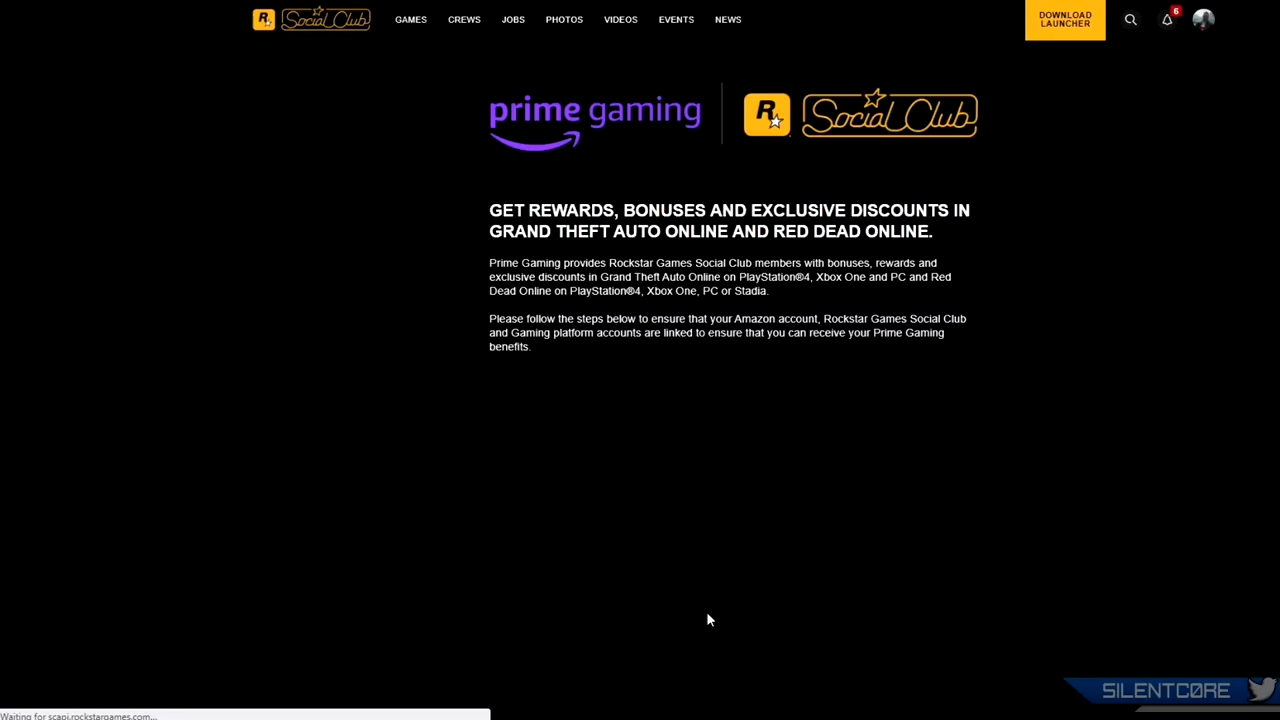 R Social Club GAMES CREWS JOBS PHOTOS VIDEOS EVENTS NEWS DOWNLOAD LAUNCHER 6
prime gaming R Social Club
GET REWARDS, BONUSES AND EXCLUSIVE DISCOUNTS IN
GRAND THEFT AUTO ONLINE AND RED DEAD ONLINE.
Prime Gaming provides Rockstar Games Social Club members with bonuses, rewards and
exclusive discounts in Grand Theft Auto Online on PlayStation®4, Xbox One and PC and Red
Dead Online on PlayStation®4, Xbox One, PC or Stadia.
Please follow the steps below to ensure that your Amazon account, Rockstar Games Social Club
and Gaming platform accounts are linked to ensure that you can receive your Prime Gaming
benefits.
SILENTCØRE
Waiting for scapi.rockstargames.com...